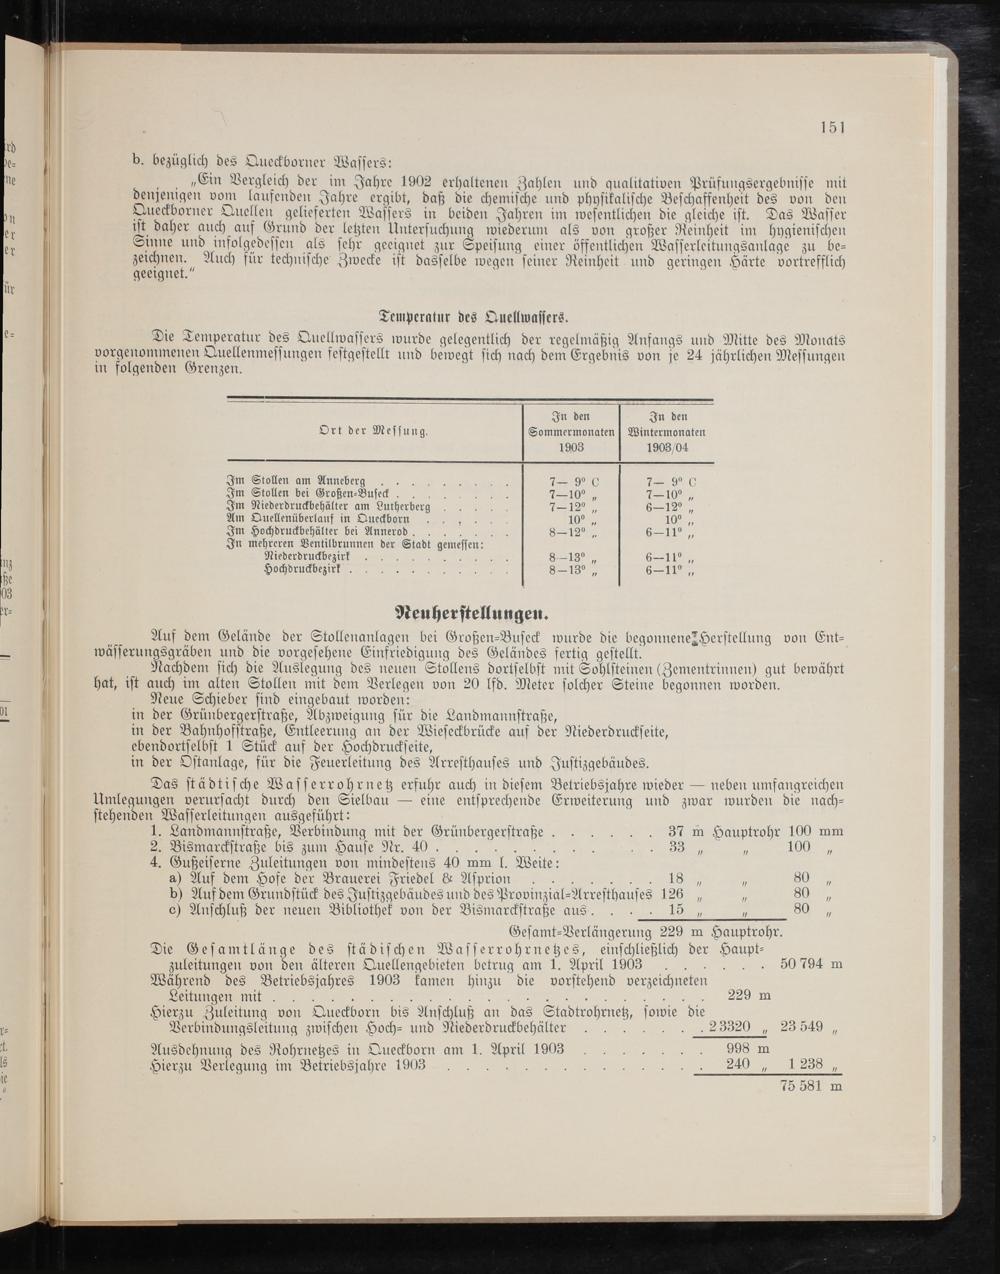 151
b. bezüglich des Queckborner Wassers:
„Ein Vergleich der im Jahre 1902 erhaltenen Zahlen und qualitativen Prüfungsergebnisse mit
denjenigen vom laufenden Jahre ergibt, daß die chemische und physikalische Beschaffenheit des von den
Queckborner Quellen gelieferten Wassers in beiden Jahren im wesentlichen die gleiche ist. Das Wasser
ist daher auch auf Grund der letzten Untersuchung wiederum als von großer Reinheit im hygienischen
Sinne und infolgedessen als sehr geeignet zur Speisung einer öffentlichen Wasserleitungsanlage zu be=
zeichnen. Auch für technische Zwecke ist dasselbe wegen seiner Reinheit und geringen Härte vortrefflich
geeignet."
Temperatur des Quellwassers.
Die Temperatur des Quellwassers wurde gelegentlich der regelmäßig Anfangs und Mitte des Monats
vorgenommenen Quellenmessungen festgestellt und bewegt sich nach dem Ergebnis von je 24 jährlichen Messungen
in folgenden Grenzen.
Ort der Messung. In den Sommermonaten 1903 In den Wintermonaten 1903/04
Im Stollen am Anneberg . . . . . . . . . 7— 9° C 7— 9° C
Im Stollen bei Großen=Buseck . . . . . . . . 7—10° „ 7—10° „
Im Niederdruckbehälter am Lutherberg . . . . . 7—12° „ 6—12° „
Am Quellenüberlauf in Queckborn . . . . . . 10° „ 10° „
Im Hochdruckbehälter bei Annerod . . . . . . . 8—12° „ 6—11° „
In mehreren Ventilbrunnen der Stadt gemessen:
Niederdruckbezirk . . . . . . . . . . 8—13° „ 6—11° „
Hochdruckbezirk . . . . . . . . . . . 8—13° „ 6—11° „
Neuherstellungen.
Auf dem Gelände der Stollenanlagen bei Großen=Buseck wurde die begonnene Herstellung von Ent=
wässerungsgräben und die vorgesehene Einfriedigung des Geländes fertig gestellt.
Nachdem sich die Auslegung des neuen Stollens dortselbst mit Sohlsteinen (Zementrinnen) gut bewährt
hat, ist auch im alten Stollen mit dem Verlegen von 20 lfd. Meter solcher Steine begonnen worden.
Neue Schieber sind eingebaut worden:
in der Grünbergerstraße, Abzweigung für die Landmannstraße,
in der Bahnhofstraße, Entleerung an der Wieseckbrücke auf der Niederdruckseite,
ebendortselbst 1 Stück auf der Hochdruckseite,
in der Ostanlage, für die Feuerleitung des Arresthauses und Justizgebäudes.
Das städtische Wasserrohrnetz erfuhr auch in diesem Betriebsjahre wieder — neben umfangreichen
Umlegungen verursacht durch den Sielbau — eine entsprechende Erweiterung und zwar wurden die nach=
stehenden Wasserleitungen ausgeführt:
1. Landmannstraße, Verbindung mit der Grünbergerstraße . . . . . . 37 m Hauptrohr 100 mm
2. Bismarckstraße bis zum Hause Nr. 40 . . . . . . . . . . . 33 „ „ 100 „
4. Gußeiserne Zuleitungen von mindestens 40 mm l. Weite:
a) Auf dem Hofe der Brauerei Friedel & Asprion . . . . . . . 18 „ „ 80 „
b) Auf dem Grundstück des Justizgebäudes und des Provinzial=Arresthauses 126 „ „ 80 „
c) Anschluß der neuen Bibliothek von der Bismarckstraße aus . . . . 15 „ „ 80 „
Gesamt=Verlängerung 229 m Hauptrohr.
Die Gesamtlänge des städischen Wasserrohrnetzes, einschließlich der Haupt=
zuleitungen von den älteren Quellengebieten betrug am 1. April 1903 . . . . . . 50 794 m
Während des Betriebsjahres 1903 kamen hinzu die vorstehend verzeichneten
Leitungen mit . . . . . . . . . . . . . . . . . . . . . . 229 m
Hierzu Zuleitung von Queckborn bis Anschluß an das Stadtrohrnetz, sowie die
Verbindungsleitung zwischen Hoch= und Niederdruckbehälter . . . . . . . 23320 „ 23 549 „
Ausdehnung des Rohrnetzes in Queckborn am 1. April 1903 . . . . . . . 998 m
Hierzu Verlegung im Betriebsjahre 1903 . . . . . . . . . . . . . . 240 „ 1 238 „
75 581 m